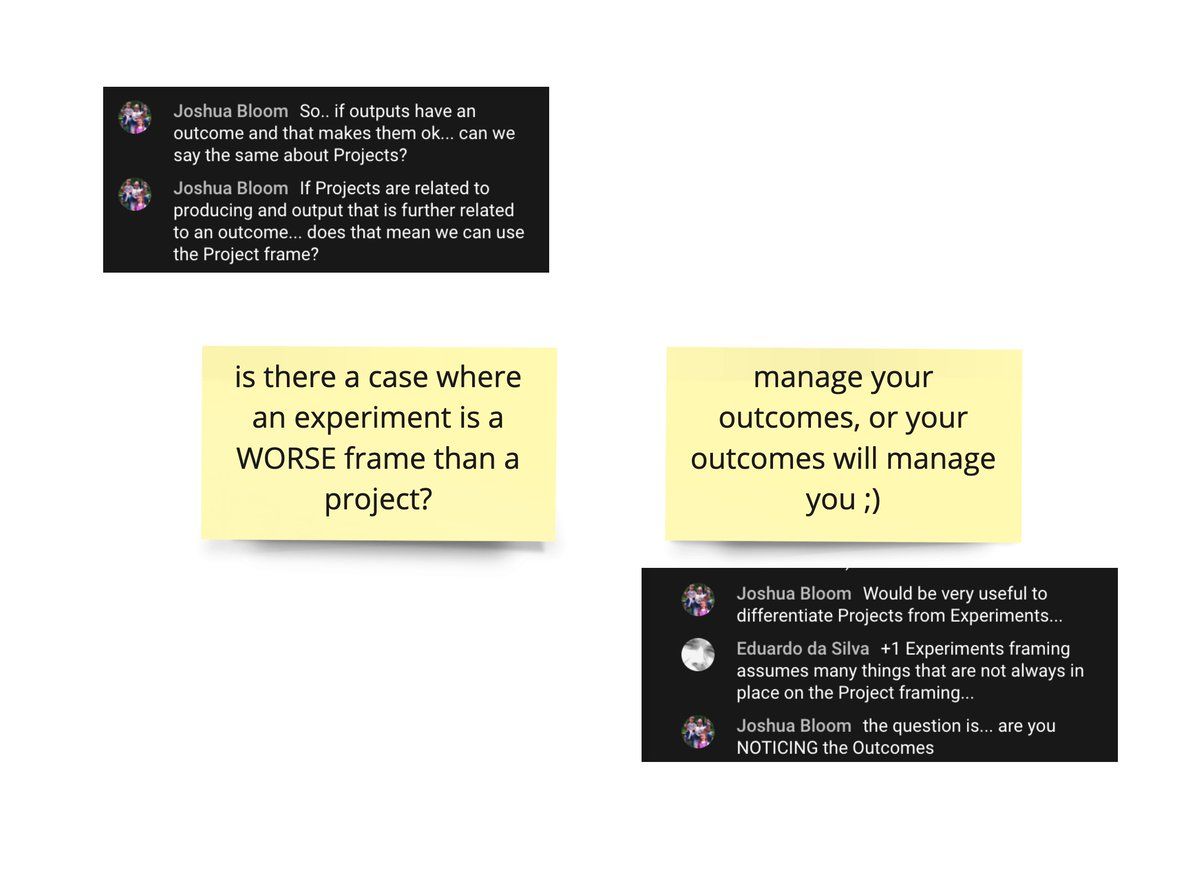 Joshua Bloom So.. if outputs have an
outcome and that makes them ok... can we
say the same about Projects?
Joshua Bloom If Projects are related to
producing and output that is further related
to an outcome... does that mean we can use
the Project frame?
is there a case where
an experiment is a
WORSE frame than a
project?
manage your
outcomes, or your
outcomes will manage
you ;)
Joshua Bloom Would be very useful to
differentiate Projects from Experiments...
Eduardo da Silva +1 Experiments framing
assumes many things that are not always in
place on the Project framing...
Joshua Bloom the question is... are you
NOTICING the Outcomes